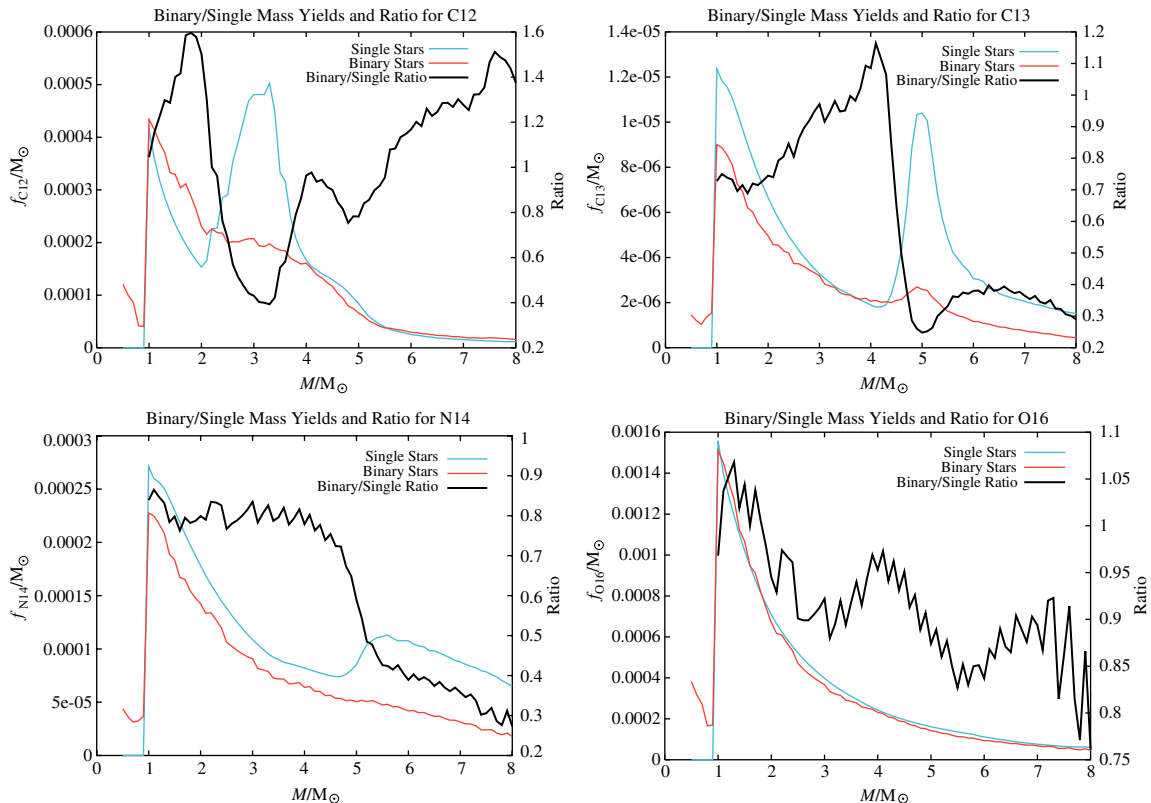 Binary/Single Mass Yields and Ratio for C12
0.0006
0.0005
0.0004
0.0003
0.0002
0.0001
0
f C12/M⊙
Single Stars
Binary Stars
Binary/Single Ratio
1.6
1.4
1.2
1
0.8
0.6
0.4
0.2
Ratio
0 1 2 3 4 5 6 7 8
M/M⊙
Binary/Single Mass Yields and Ratio for C13
1.4e-05
1.2e-05
1e-05
8e-06
6e-06
4e-06
2e-06
0
f C13/M⊙
Single Stars
Binary Stars
Binary/Single Ratio
1.2
1.1
1
0.9
0.8
0.7
0.6
0.5
0.4
0.3
0.2
Ratio
0 1 2 3 4 5 6 7 8
M/M⊙
Binary/Single Mass Yields and Ratio for N14
0.0003
0.00025
0.0002
0.00015
0.0001
5e-05
0
f N14/M⊙
Single Stars
Binary Stars
Binary/Single Ratio
1
0.9
0.8
0.7
0.6
0.5
0.4
0.3
0.2
Ratio
0 1 2 3 4 5 6 7 8
M/M⊙
Binary/Single Mass Yields and Ratio for O16
0.0016
0.0014
0.0012
0.001
0.0008
0.0006
0.0004
0.0002
0
f O16/M⊙
Single Stars
Binary Stars
Binary/Single Ratio
1.1
1.05
1
0.95
0.9
0.85
0.8
0.75
Ratio
0 1 2 3 4 5 6 7 8
M/M⊙